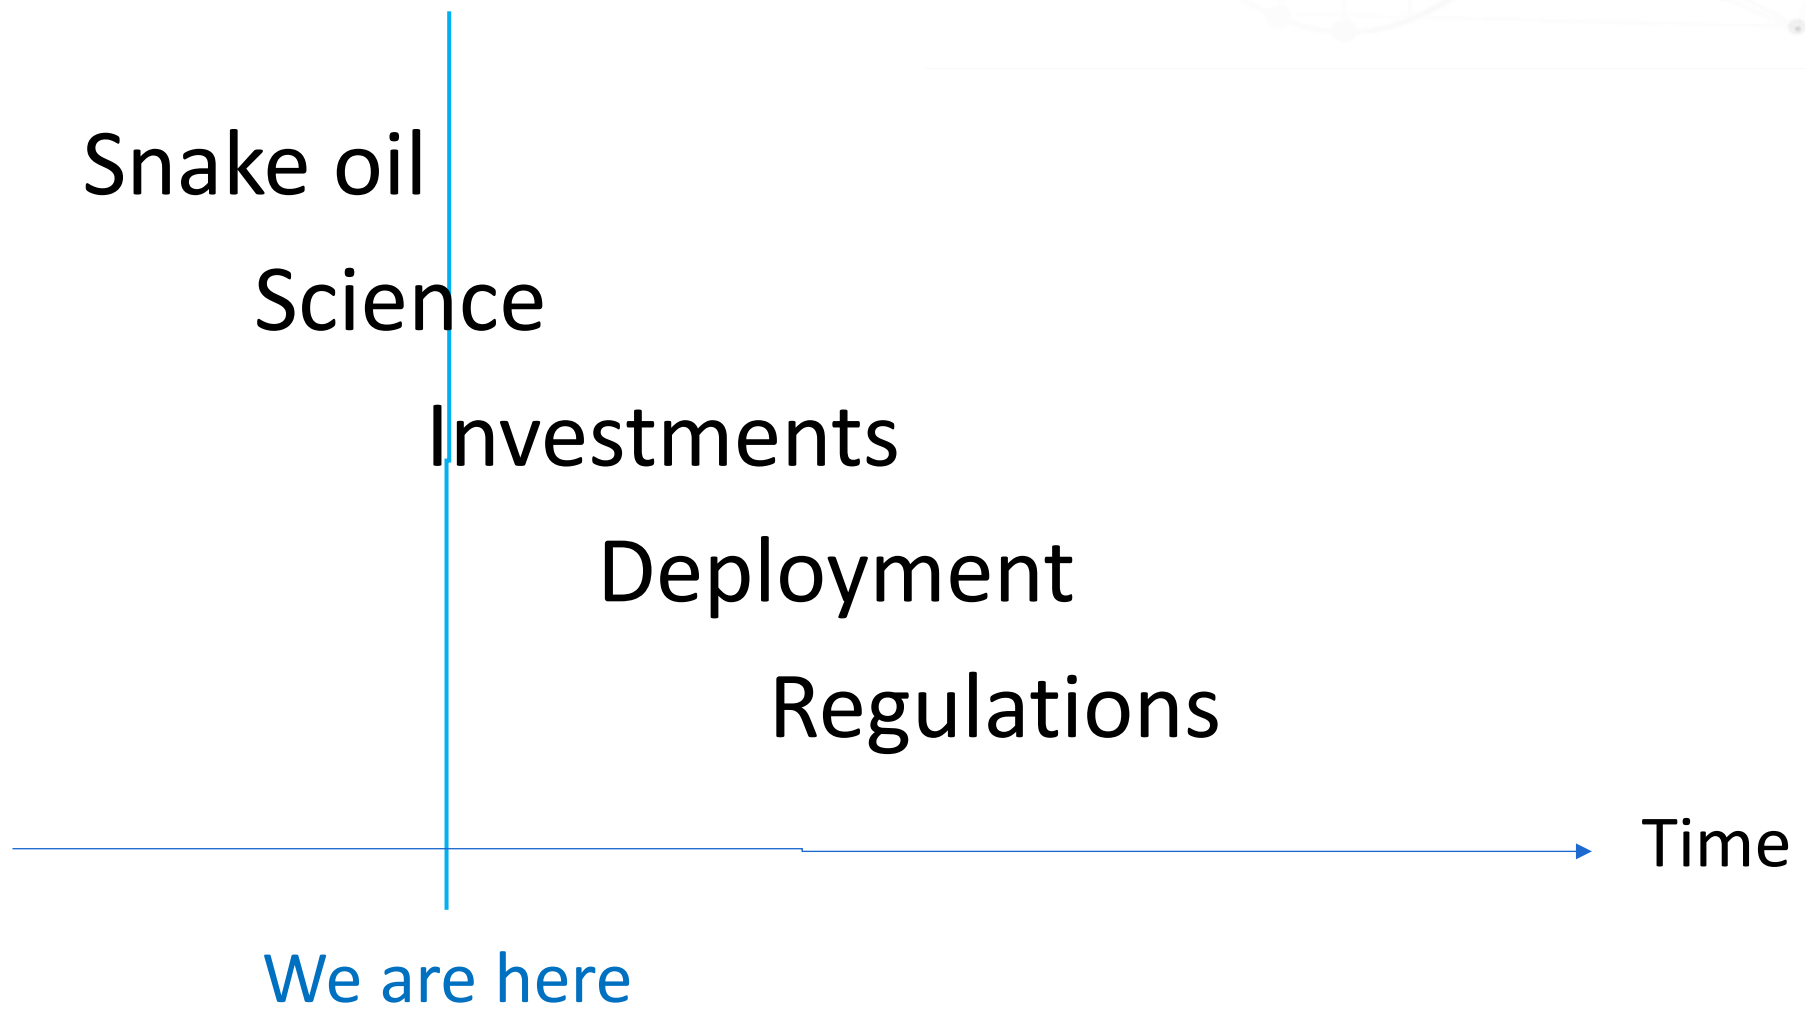 Snake oil
Science
Investments
Deployment
Regulations
Time
We are here